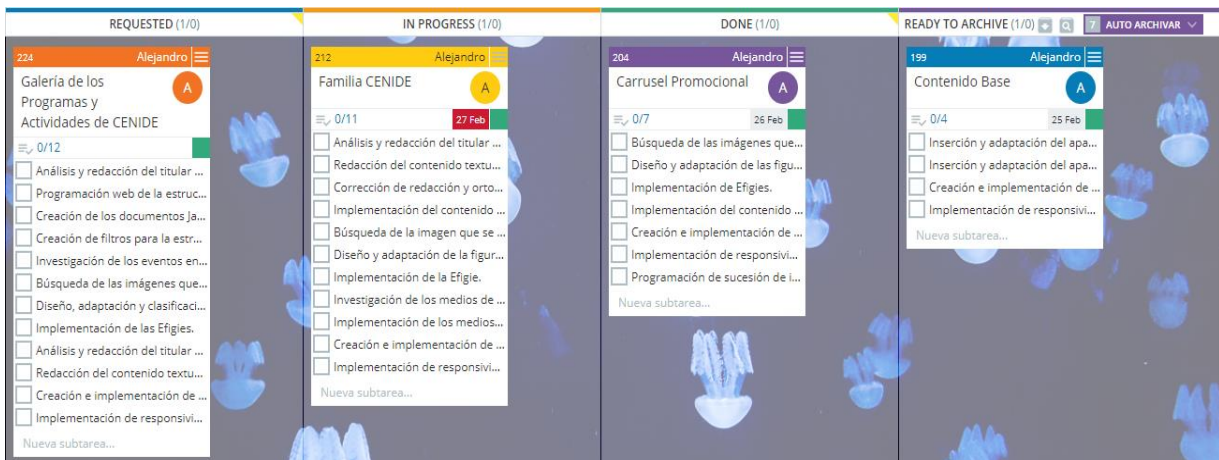 REQUESTED (1/0)
224 Alejandro
Galería de los
Programas y
Actividades de CENIDE
A
0/12
Análisis y redacción del titular ...
Programación web de la estruc...
Creación de los documentos Ja...
Creación de filtros para la estr...
Investigación de los eventos en...
Búsqueda de las imágenes que...
Diseño, adaptación y clasificaci...
Implementación de las Efigies.
Análisis y redacción del titular ...
Redacción del contenido textu...
Creación e implementación de ...
Implementación de responsivi...
Nueva subtarea...
IN PROGRESS (1/0)
212 Alejandro
Familia CENIDE
A
0/11 27 Feb
Análisis y redacción del titular ...
Redacción del contenido textu...
Corrección de redacción y orto...
Implementación del contenido ...
Búsqueda de la imagen que se ...
Diseño y adaptación de la figur...
Implementación de la Efigie.
Investigación de los medios de ...
Implementación de los medios...
Creación e implementación de ...
Implementación de responsivi...
Nueva subtarea...
DONE (1/0)
204 Alejandro
Carrusel Promocional
A
0/7 26 Feb
Búsqueda de las imágenes que...
Diseño y adaptación de las figu...
Implementación de Efigies.
Implementación del contenido ...
Creación e implementación de ...
Implementación de responsivi...
Programación de sucesión de i...
Nueva subtarea...
READY TO ARCHIVE (1/0) 7 AUTO ARCHIVAR
199 Alejandro
Contenido Base
A
0/4 25 Feb
Inserción y adaptación del apa...
Inserción y adaptación del apa...
Creación e implementación de ...
Implementación de responsivi...
Nueva subtarea...